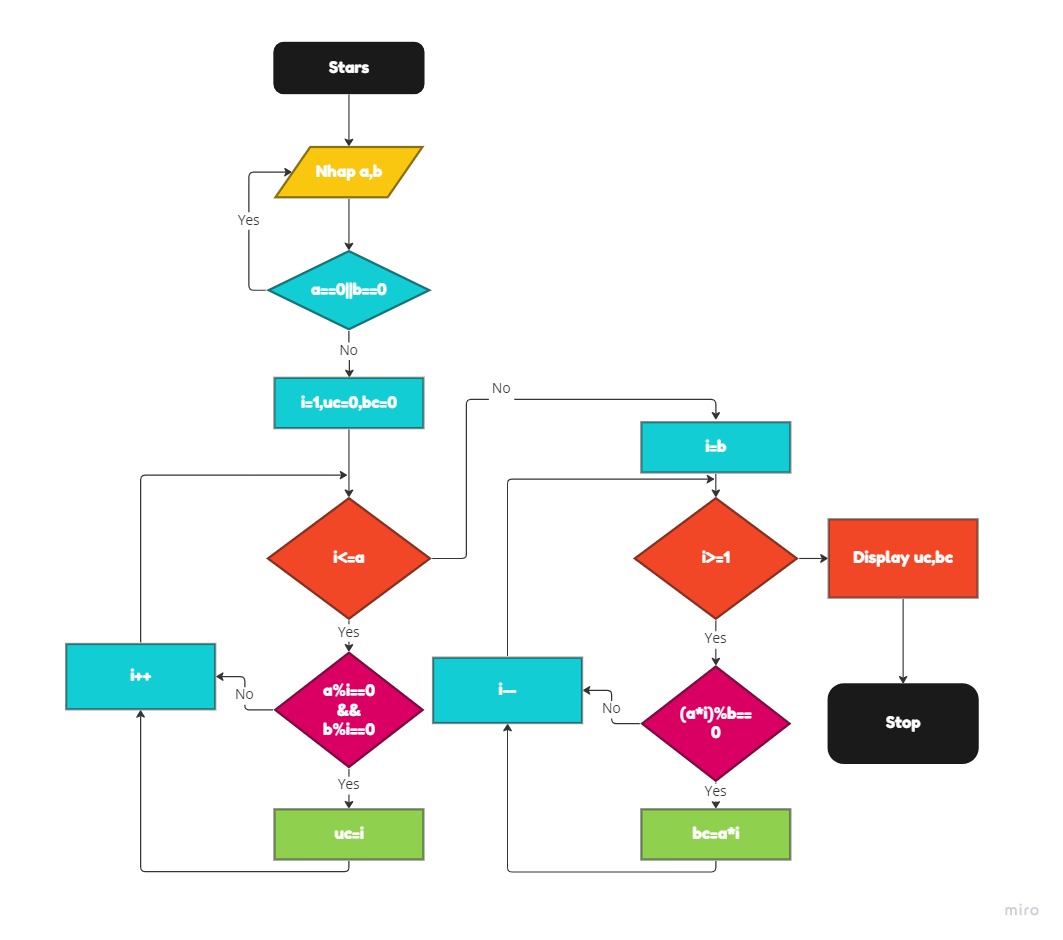 Stars
Nhap a,b
Yes
a==0||b==0
No
i=1,uc=0,bc=0
No
i=b
i<=a
i>=1
Display uc,bc
Yes
Yes
i++
No
a%i==0
&&
b%i==0
i--
No
(a*i)%b==
0
Stop
Yes
Yes
uc=i
bc=a*i
miro